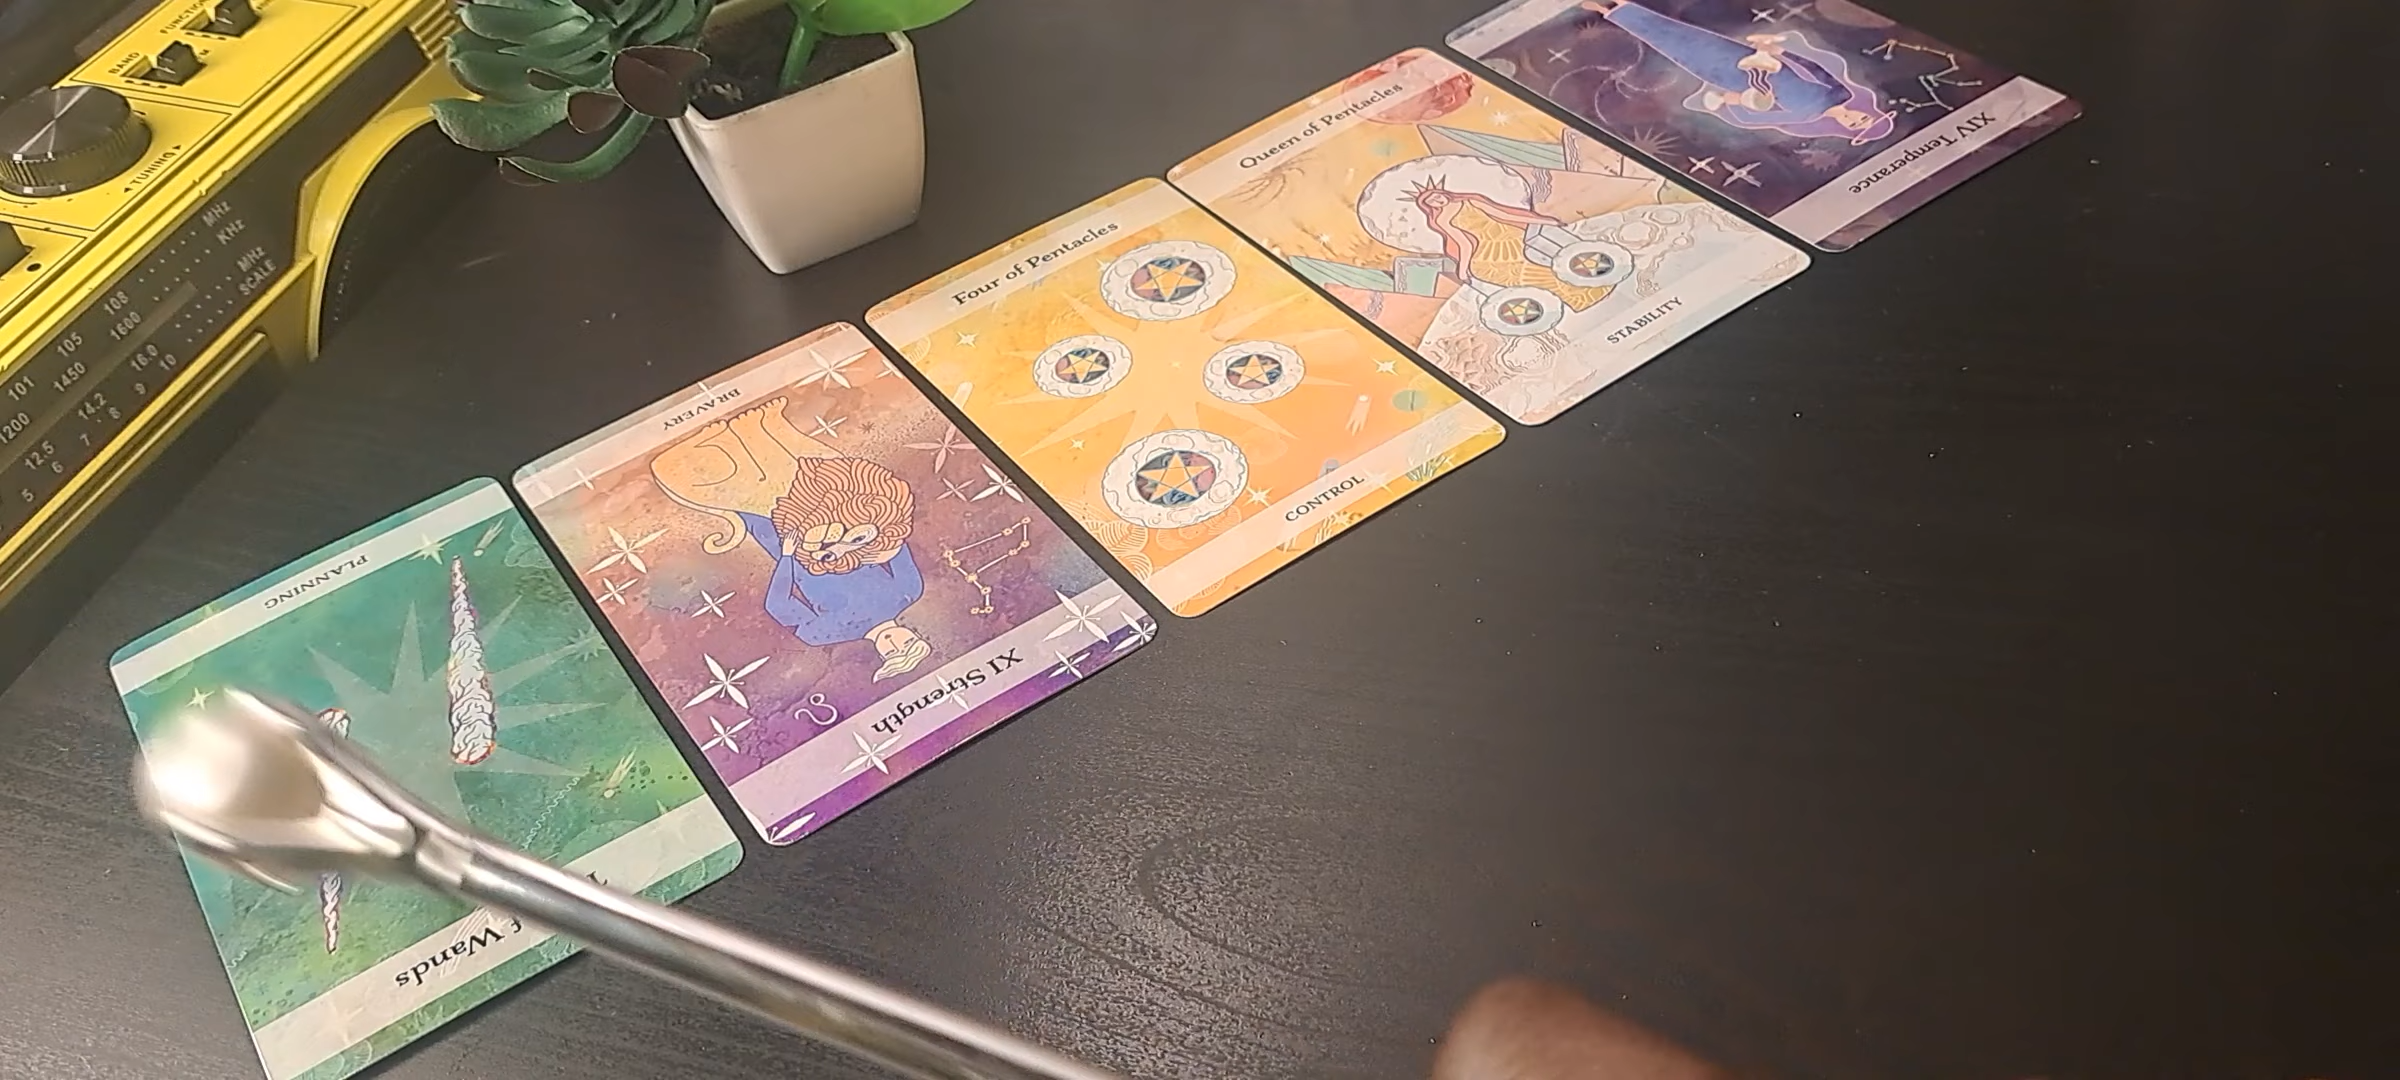 BAND
FUNCTION
◄ TUNING ►
MHz
KHz
MHz
SCALE
101 105 108
1200 1450 1600
12.5 14.2 16.0
5 6 7 8 9 10
PLANNING
f Wands
BRAVERY
XI Strength
Four of Pentacles
CONTROL
Queen of Pentacles
STABILITY
XIV Temperance